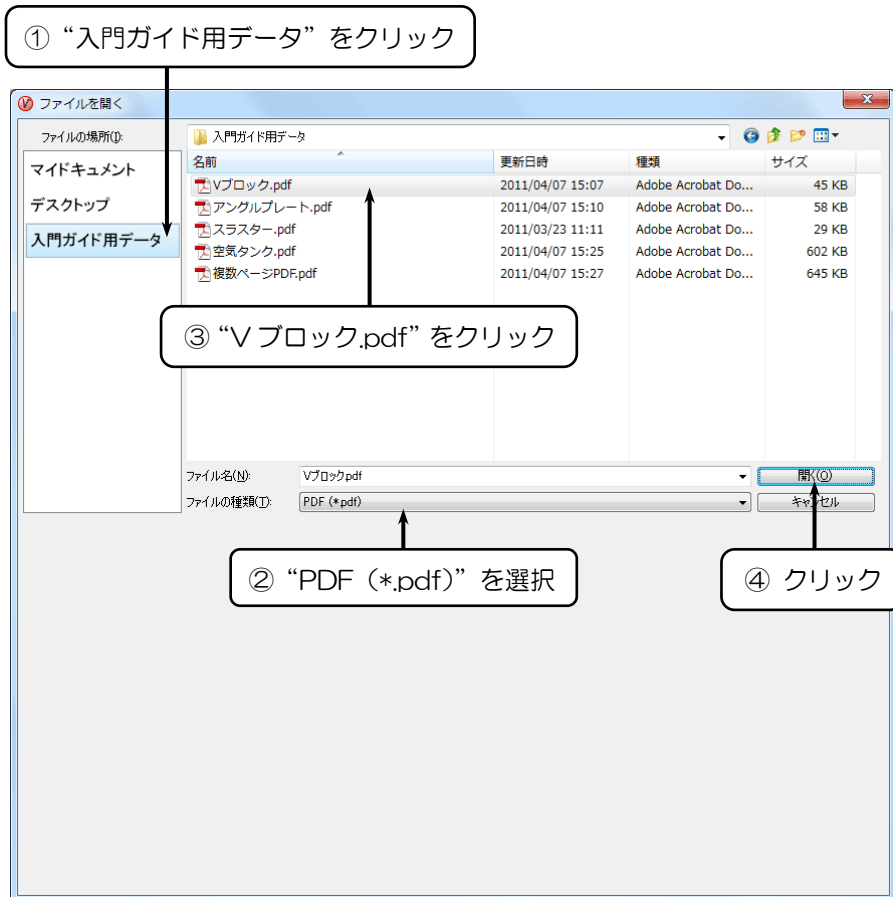 ① “入門ガイド用データ” をクリック
ファイルを開く
ファイルの場所(I):
入門ガイド用データ
マイドキュメント
デスクトップ
入門ガイド用データ
名前 更新日時 種類 サイズ
Vブロック.pdf 2011/04/07 15:07 Adobe Acrobat Do... 45 KB
アングルプレート.pdf 2011/04/07 15:10 Adobe Acrobat Do... 58 KB
スラスター.pdf 2011/03/23 11:11 Adobe Acrobat Do... 29 KB
空気タンク.pdf 2011/04/07 15:25 Adobe Acrobat Do... 602 KB
複数ページPDF.pdf 2011/04/07 15:27 Adobe Acrobat Do... 645 KB
③ “V ブロック.pdf” をクリック
ファイル名(N): Vブロックpdf 開く(O)
ファイルの種類(T): PDF (*pdf) キャンセル
② “PDF（*.pdf)” を選択
④ クリック